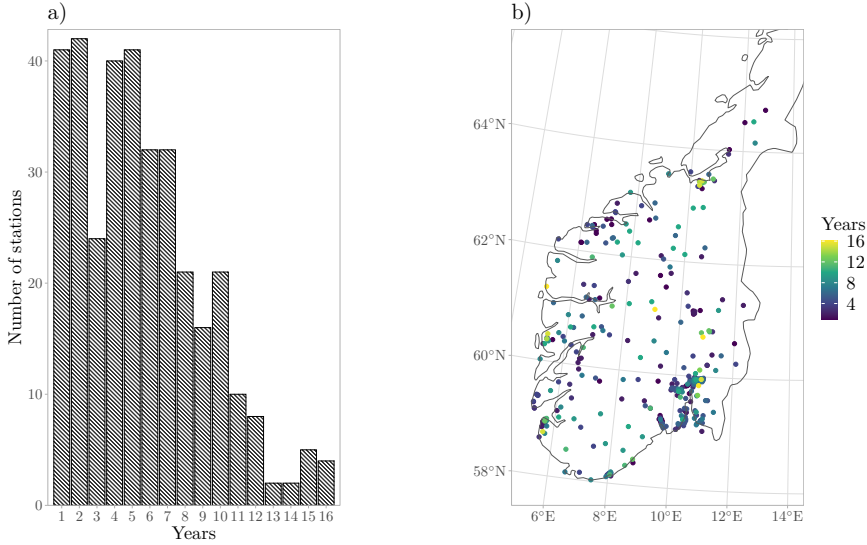 a)
Number of stations
40
30
20
10
0
1 2 3 4 5 6 7 8 9 10 11 12 13 14 15 16
Years
b)
64°N
62°N
60°N
58°N
6°E 8°E 10°E 12°E 14°E
Years
16
12
8
4